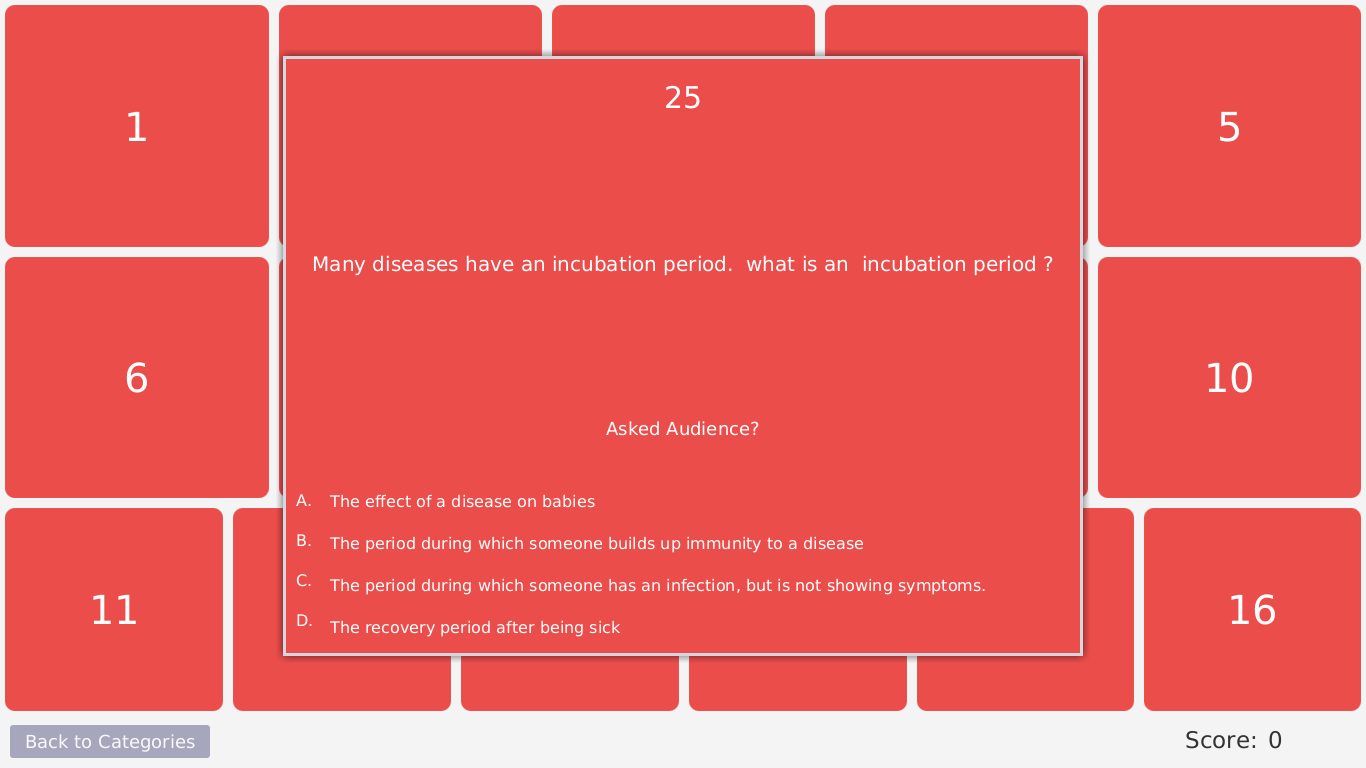 1
5
25
Many diseases have an incubation period.  what is an  incubation period ?
6
10
Asked Audience?
A. The effect of a disease on babies
B. The period during which someone builds up immunity to a disease
C. The period during which someone has an infection, but is not showing symptoms.
D. The recovery period after being sick
11
16
Back to Categories
Score: 0